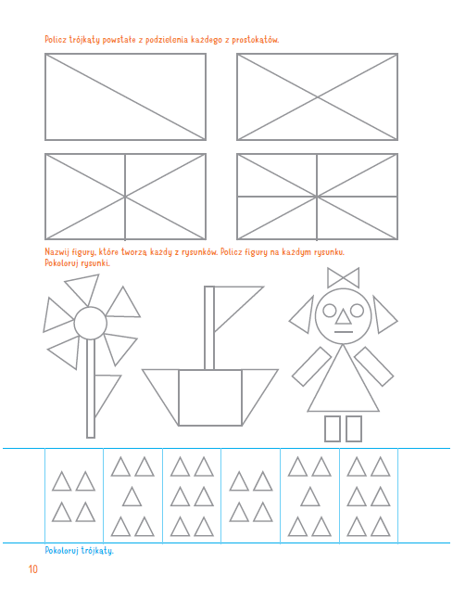 Policz trójkąty powstałe z podzielenia każdego z prostokątów.
Nazwij figury, które tworzą każdy z rysunków. Policz figury na każdym rysunku.
Pokoloruj rysunki.
Pokoloruj trójkąty.
10